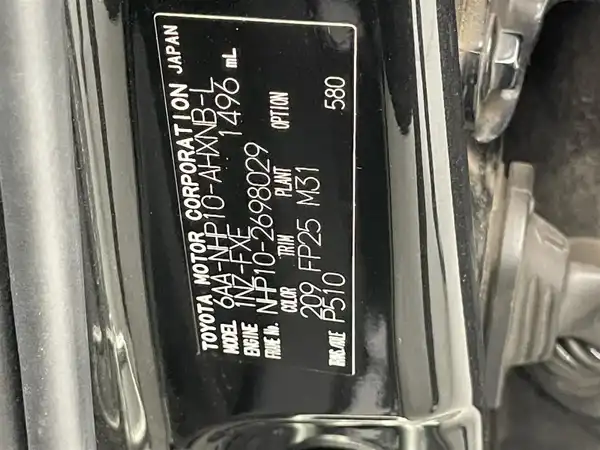 TOYOTA MOTOR CORPORATION JAPAN
MODEL 6AA-NHP10-AHXNB-L
ENGINE 1NZ-FXE 1496 mL
FRAME No. NHP10-2698029
COLOR TRIM PLANT OPTION
209 FP25 M31 580
TRANS./AXLE P510